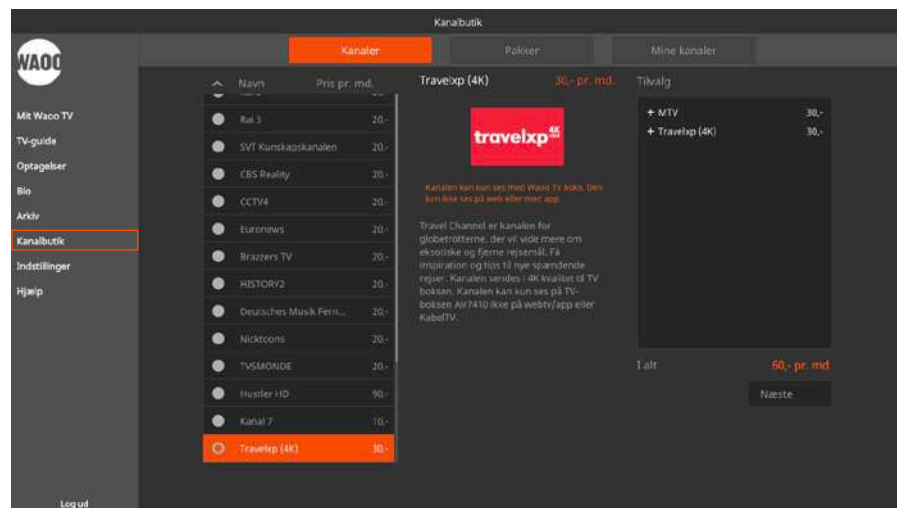 Kanalbutik
WAOO
Kanaler
Pakker
Mine kanaler
Mit Waoo TV
TV-guide
Optagelser
Bio
Arkiv
Kanalbutik
Indstillinger
Hjælp
Log ud
Navn Pris pr. md.
Rai 3 20,-
SVT Kunskapskanalen 20,-
CBS Reality 20,-
CCTV4 20,-
Euronews 20,-
Brazzers TV 20,-
HISTORY2 20,-
Deutsches Musik Fern... 20,-
Nicktoons 20,-
TV5MONDE 20,-
Hustler HD 90,-
Kanal 7 10,-
Travelxp (4K) 30,-
Travelxp (4K) 30,- pr. md.
travelxp 4K
Kanalen kan kun ses med Waoo TV boks. Den
kan ikke ses på web eller med app.
Travel Channel er kanalen for
globetrotterne, der vil vide mere om
eksotiske og fjerne rejsemål. Få
inspiration og tips til nye spændende
rejser. Kanalen sendes i 4K kvalitet til TV
boksen. Kanalen kan kun ses på TV-
boksen Air7410 ikke på webtv/app eller
KabelTV.
Tilvalg
+ MTV 30,-
+ Travelxp (4K) 30,-
I alt 60,- pr. md.
Næste